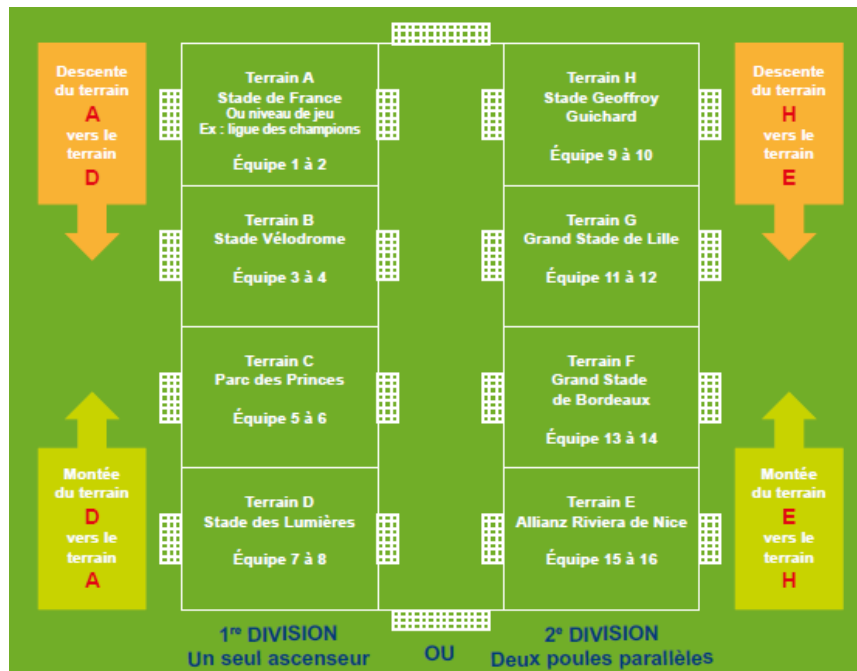 Descente
du terrain
A
vers le
terrain
D
Montée
du terrain
D
vers le
terrain
A
Terrain A
Stade de France
Ou niveau de jeu
Ex : ligue des champions
Équipe 1 à 2
Terrain B
Stade Vélodrome
Équipe 3 à 4
Terrain C
Parc des Princes
Équipe 5 à 6
Terrain D
Stade des Lumières
Équipe 7 à 8
Terrain H
Stade Geoffroy
Guichard
Équipe 9 à 10
Terrain G
Grand Stade de Lille
Équipe 11 à 12
Terrain F
Grand Stade
de Bordeaux
Équipe 13 à 14
Terrain E
Allianz Riviera de Nice
Équipe 15 à 16
Descente
du terrain
H
vers le
terrain
E
Montée
du terrain
E
vers le
terrain
H
1re DIVISION
Un seul ascenseur
OU
2e DIVISION
Deux poules parallèles